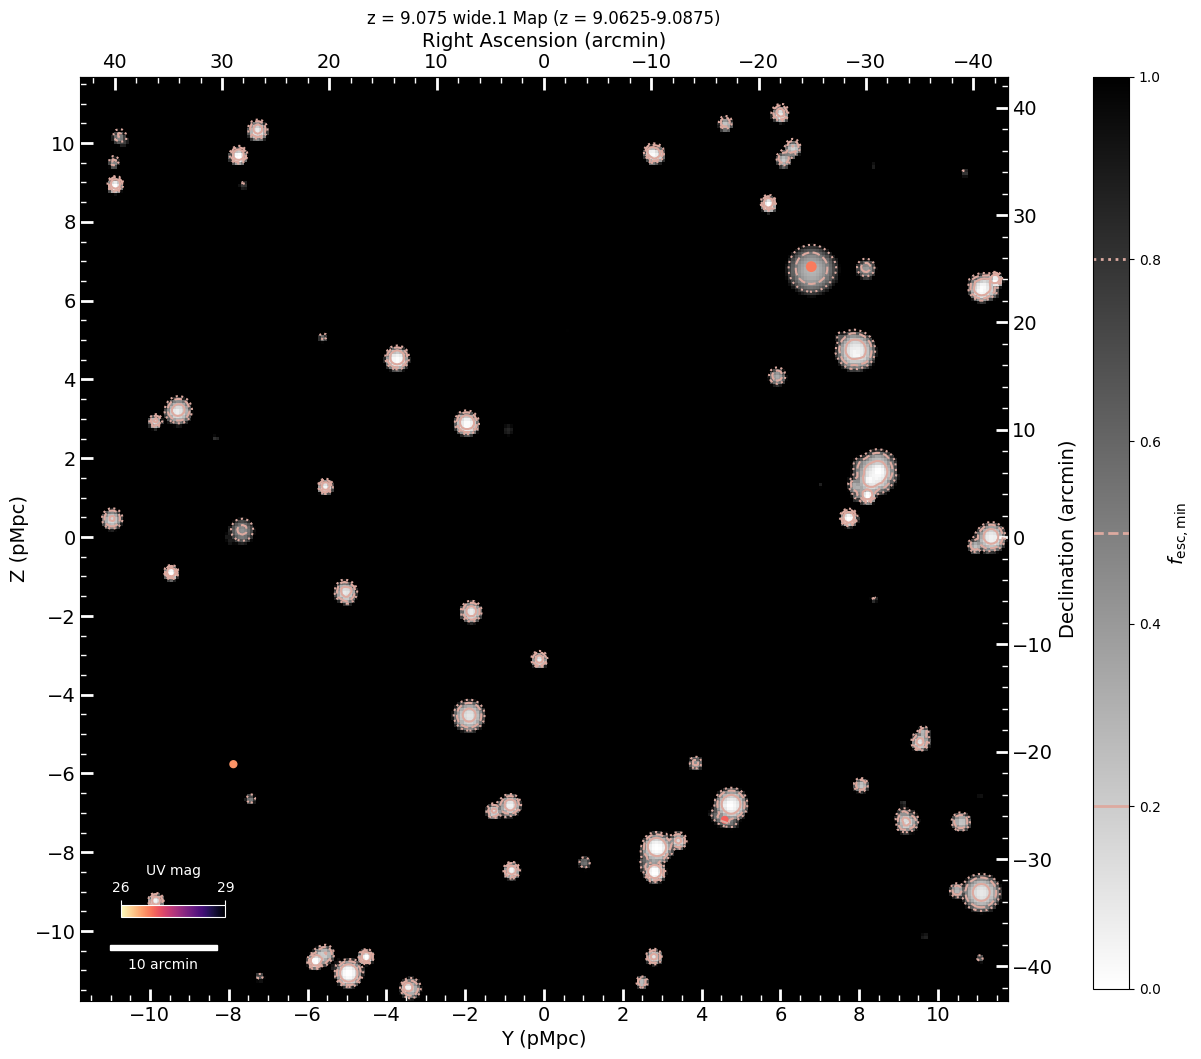 z = 9.075 wide.1 Map (z = 9.0625-9.0875)
Right Ascension (arcmin)
40 30 20 10 0 −10 −20 −30 −40
10
8
6
4
2
0
−2
−4
−6
−8
−10
Z (pMpc)
−10 −8 −6 −4 −2 0 2 4 6 8 10
Y (pMpc)
UV mag
26 29
10 arcmin
40
30
20
10
0
−10
−20
−30
−40
Declination (arcmin)
1.0
0.8
0.6
0.4
0.2
0.0
f_esc,min